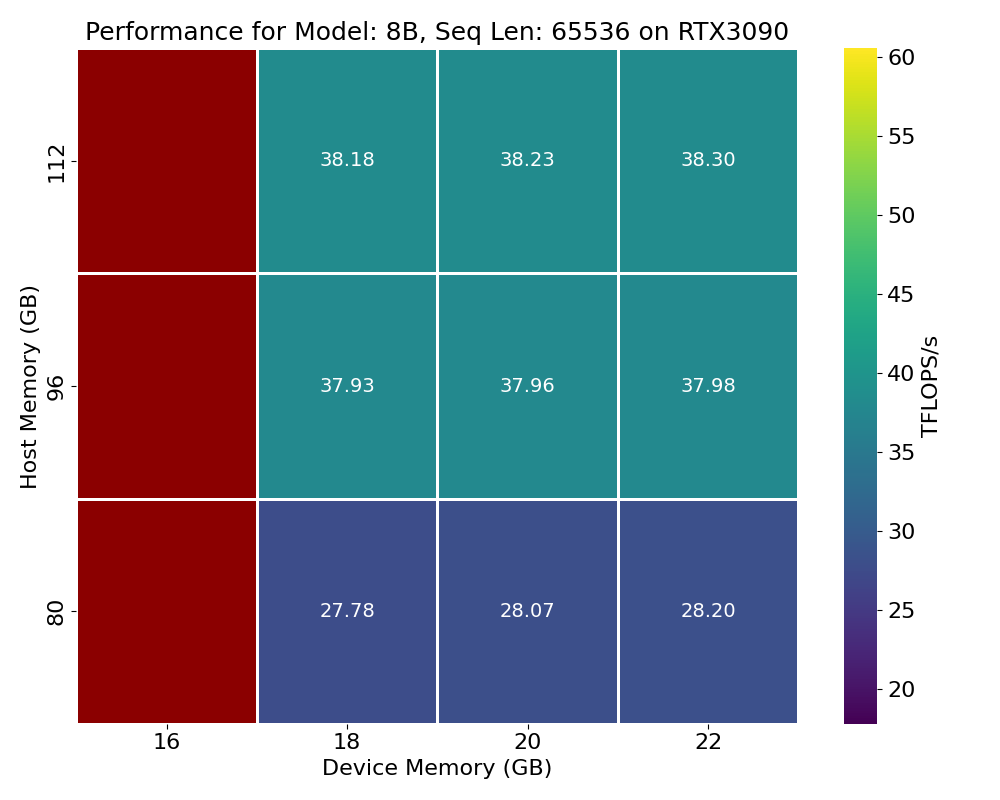 Performance for Model: 8B, Seq Len: 65536 on RTX3090
Host Memory (GB)
112
38.18 38.23 38.30
96
37.93 37.96 37.98
80
27.78 28.07 28.20
16 18 20 22
Device Memory (GB)
60
55
50
45
40
35
30
25
20
TFLOPS/s